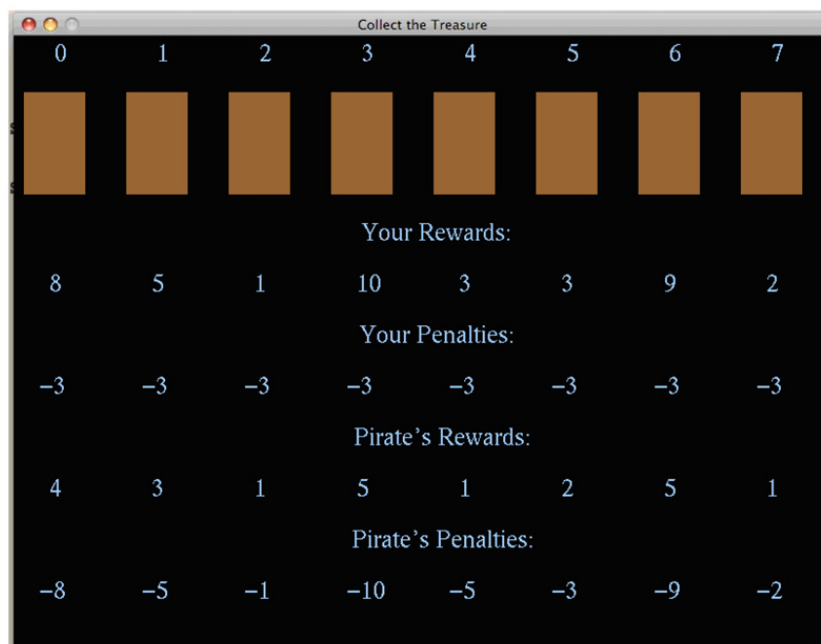 Collect the Treasure
0 1 2 3 4 5 6 7
Your Rewards:
8 5 1 10 3 3 9 2
Your Penalties:
−3 −3 −3 −3 −3 −3 −3 −3
Pirate's Rewards:
4 3 1 5 1 2 5 1
Pirate's Penalties:
−8 −5 −1 −10 −5 −3 −9 −2